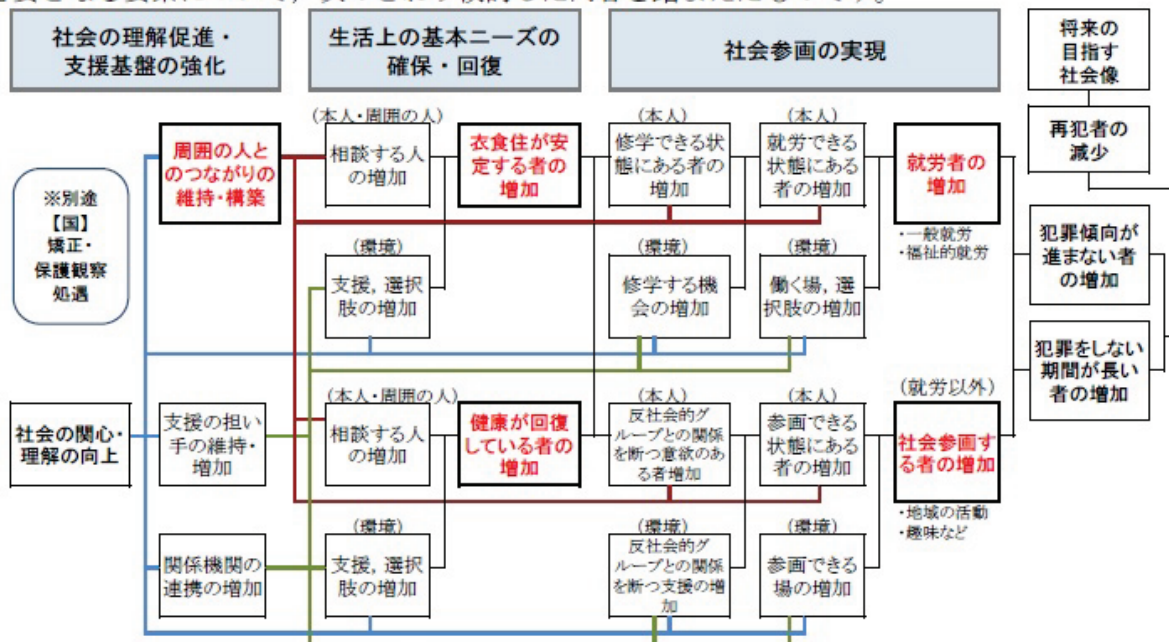 社会の理解促進・
支援基盤の強化
生活上の基本ニーズの
確保・回復
社会参画の実現
将来の
目指す
社会像
再犯者の
減少
※別途
【国】
矯正・
保護観察
処遇
周囲の人と
のつながりの
維持・構築
(本人・周囲の人)
相談する人
の増加
衣食住が安
定する者の
増加
(本人)
修学できる状
態にある者の
増加
(本人)
就労できる
状態にある
者の増加
就労者の
増加
・一般就労
・福祉的就労
(環境)
支援，選択
肢の増加
(環境)
修学する機
会の増加
(環境)
働く場，選
択肢の増加
犯罪傾向が
進まない者
の増加
犯罪をしない
期間が長い
者の増加
社会の関心・
理解の向上
支援の担い
手の維持・
増加
(本人・周囲の人)
相談する人
の増加
健康が回復
している者の
増加
(本人)
反社会的グ
ループとの関係
を断つ意欲のあ
る者増加
(本人)
参画できる
状態にある
者の増加
(就労以外)
社会参画す
る者の増加
・地域の活動
・趣味など
関係機関の
連携の増加
(環境)
支援，選択
肢の増加
(環境)
反社会的グ
ループとの関係
を断つ支援の増
加
(環境)
参画できる
場の増加